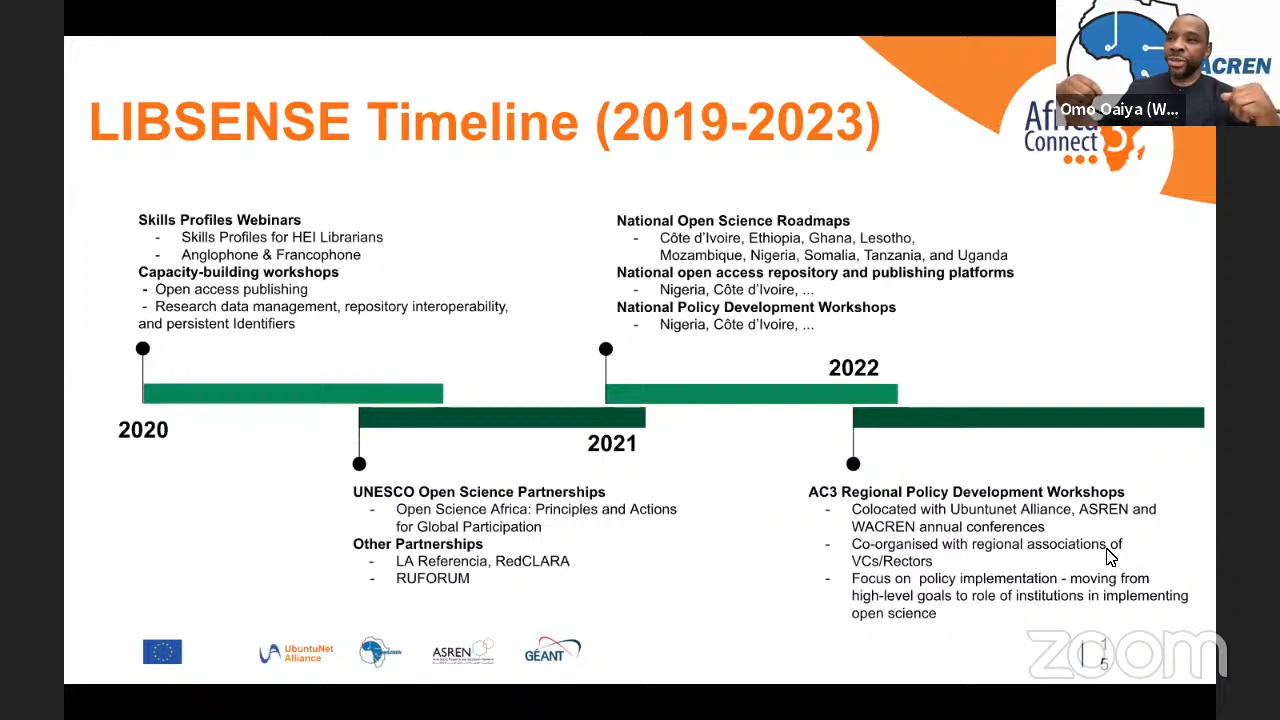 LIBSENSE Timeline (2019-2023)
ACREN
Omo Oaiya (W...
Africa
Connect 3
Skills Profiles Webinars
- Skills Profiles for HEI Librarians
- Anglophone & Francophone
Capacity-building workshops
- Open access publishing
- Research data management, repository interoperability,
and persistent Identifiers
National Open Science Roadmaps
- Côte d'Ivoire, Ethiopia, Ghana, Lesotho,
Mozambique, Nigeria, Somalia, Tanzania, and Uganda
National open access repository and publishing platforms
- Nigeria, Côte d'Ivoire, ...
National Policy Development Workshops
- Nigeria, Côte d'Ivoire, ...
2022
2020
2021
UNESCO Open Science Partnerships
- Open Science Africa: Principles and Actions
for Global Participation
Other Partnerships
- LA Referencia, RedCLARA
- RUFORUM
AC3 Regional Policy Development Workshops
- Colocated with Ubuntunet Alliance, ASREN and
WACREN annual conferences
- Co-organised with regional associations of
VCs/Rectors
- Focus on policy implementation - moving from
high-level goals to role of institutions in implementing
open science
UbuntuNet
Alliance
WACREN
ASREN
GÉANT
zoom
1
5